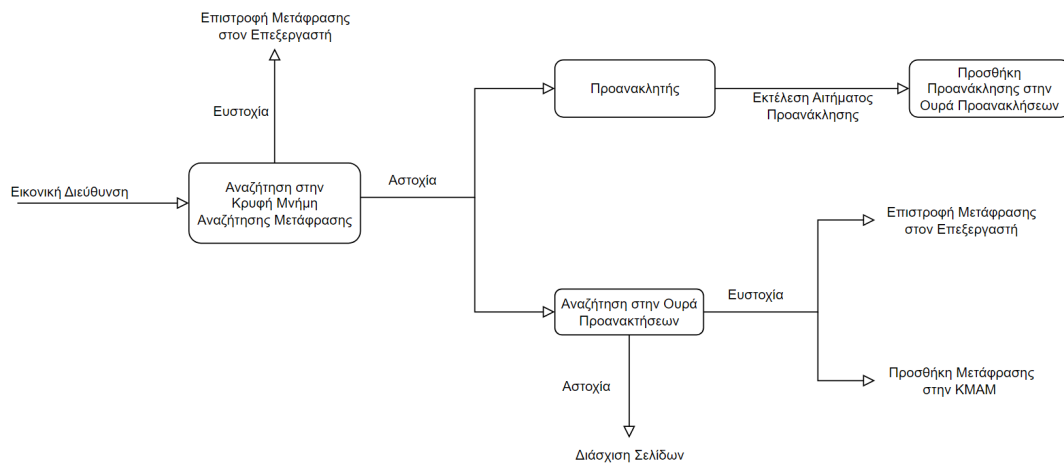 Επιστροφή Μετάφρασης
στον Επεξεργαστή
Ευστοχία
Εικονική Διεύθυνση
Αναζήτηση στην
Κρυφή Μνήμη
Αναζήτησης Μετάφρασης
Αστοχία
Προανακλητής
Εκτέλεση Αιτήματος
Προανάκλησης
Προσθήκη
Προανάκλησης στην
Ουρά Προανακλήσεων
Αναζήτηση στην Ουρά
Προανακτήσεων
Ευστοχία
Επιστροφή Μετάφρασης
στον Επεξεργαστή
Προσθήκη Μετάφρασης
στην ΚΜΑΜ
Αστοχία
Διάσχιση Σελίδων